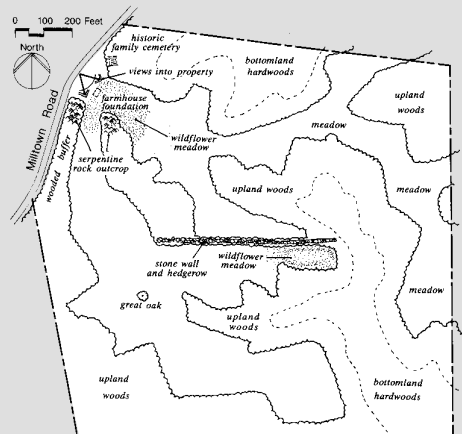 0 100 200 Feet
North
Milltown Road
historic
family cemetery
views into property
bottomland
hardwoods
upland
woods
farmhouse
foundation
wildflower
meadow
meadow
serpentine
rock outcrop
wooded buffer
upland woods
meadow
stone wall
and hedgerow
wildflower
meadow
great oak
meadow
upland
woods
upland
woods
bottomland
hardwoods